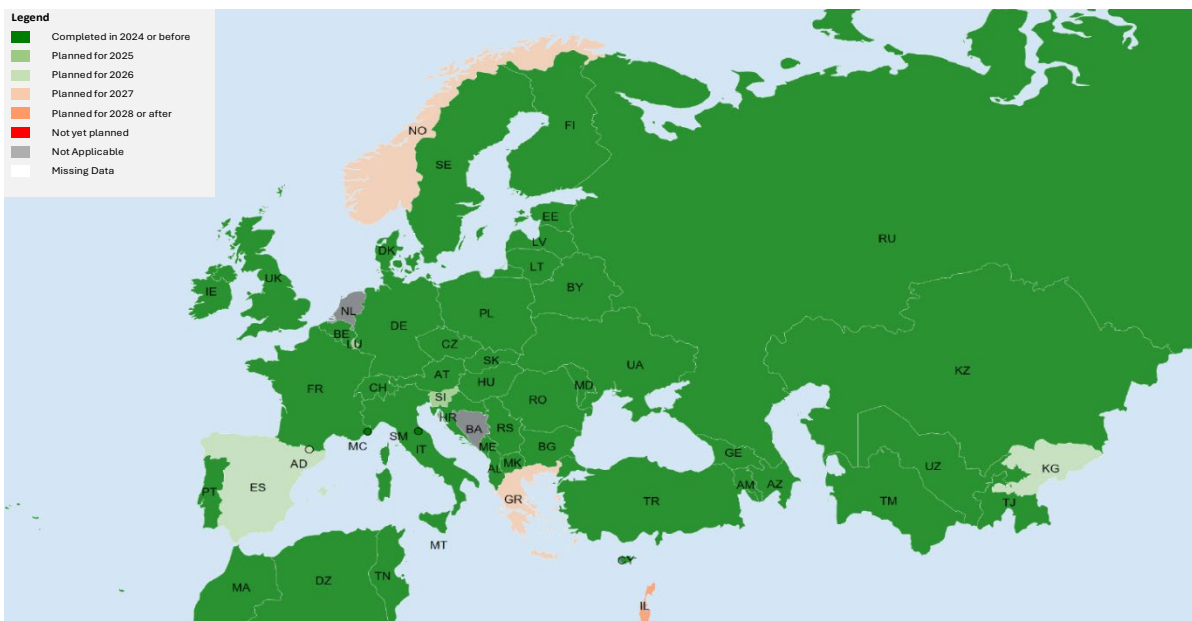 Legend
Completed in 2024 or before
Planned for 2025
Planned for 2026
Planned for 2027
Planned for 2028 or after
Not yet planned
Not Applicable
Missing Data
NO
FI
SE
EE
RU
LV
DK
LT
UK
BY
IE
NL
PL
DE
BE
LU
CZ
SK
UA
KZ
AT
HU
MD
FR
CH
SI
RO
HR
BA
RS
SM
MC
IT
ME
BG
GE
AD
MK
AL
UZ
KG
ES
PT
GR
TR
AM
AZ
TM
TJ
MT
CY
MA
DZ
TN
IL